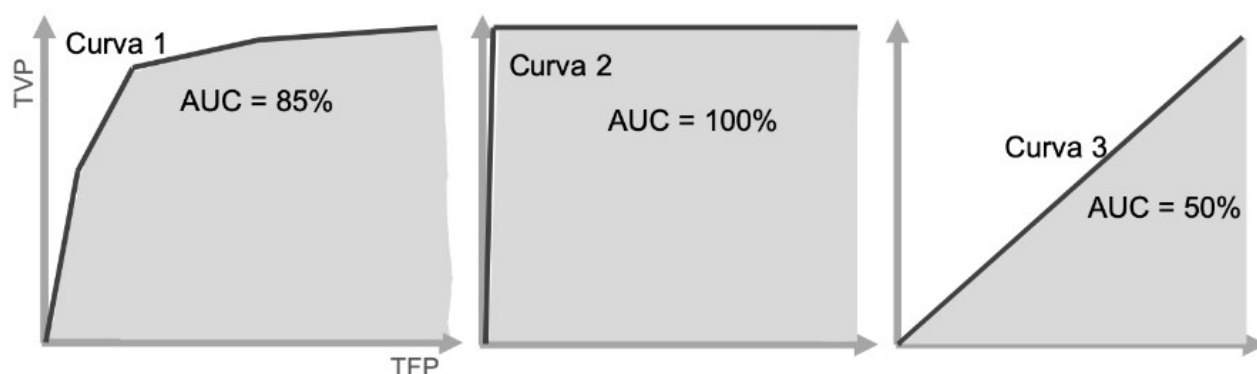 TVP
Curva 1
AUC = 85%
TFP
Curva 2
AUC = 100%
Curva 3
AUC = 50%